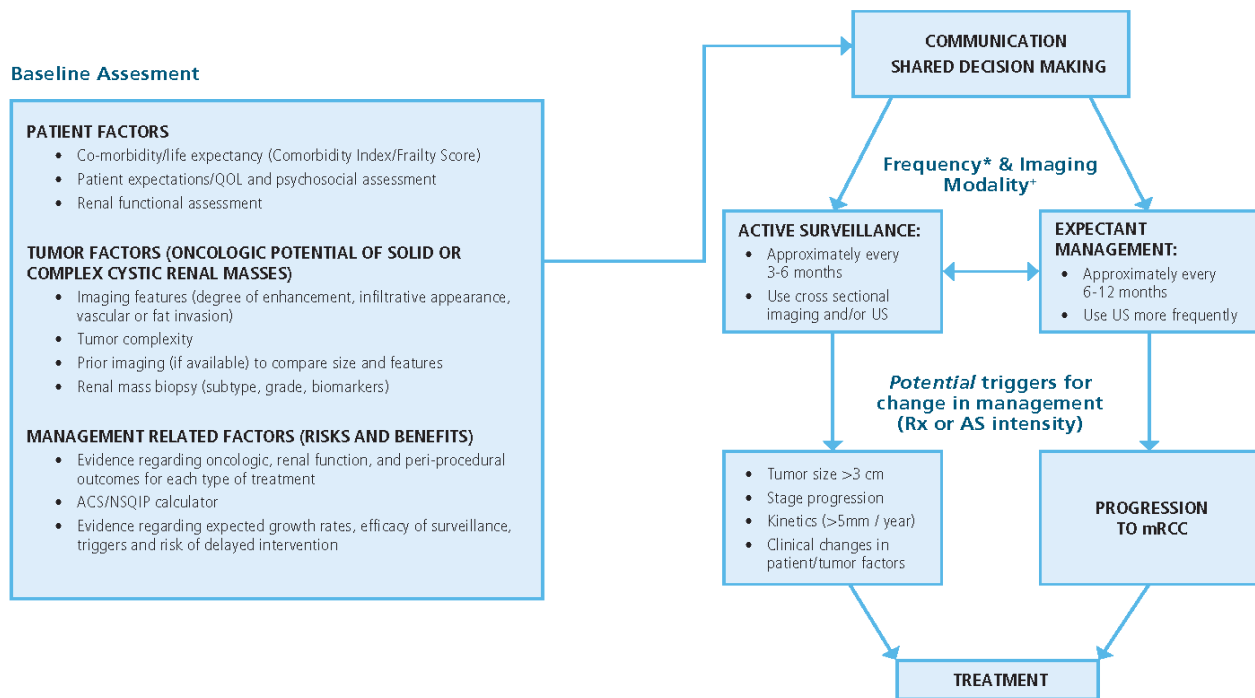 Baseline Assesment
PATIENT FACTORS
• Co-morbidity/life expectancy (Comorbidity Index/Frailty Score)
• Patient expectations/QOL and psychosocial assessment
• Renal functional assessment
TUMOR FACTORS (ONCOLOGIC POTENTIAL OF SOLID OR
COMPLEX CYSTIC RENAL MASSES)
• Imaging features (degree of enhancement, infiltrative appearance,
vascular or fat invasion)
• Tumor complexity
• Prior imaging (if available) to compare size and features
• Renal mass biopsy (subtype, grade, biomarkers)
MANAGEMENT RELATED FACTORS (RISKS AND BENEFITS)
• Evidence regarding oncologic, renal function, and peri-procedural
outcomes for each type of treatment
• ACS/NSQIP calculator
• Evidence regarding expected growth rates, efficacy of surveillance,
triggers and risk of delayed intervention
COMMUNICATION
SHARED DECISION MAKING
Frequency* & Imaging
Modality⁺
ACTIVE SURVEILLANCE:
• Approximately every
3-6 months
• Use cross sectional
imaging and/or US
EXPECTANT
MANAGEMENT:
• Approximately every
6-12 months
• Use US more frequently
Potential triggers for
change in management
(Rx or AS intensity)
• Tumor size >3 cm
• Stage progression
• Kinetics (>5mm / year)
• Clinical changes in
patient/tumor factors
PROGRESSION
TO mRCC
TREATMENT